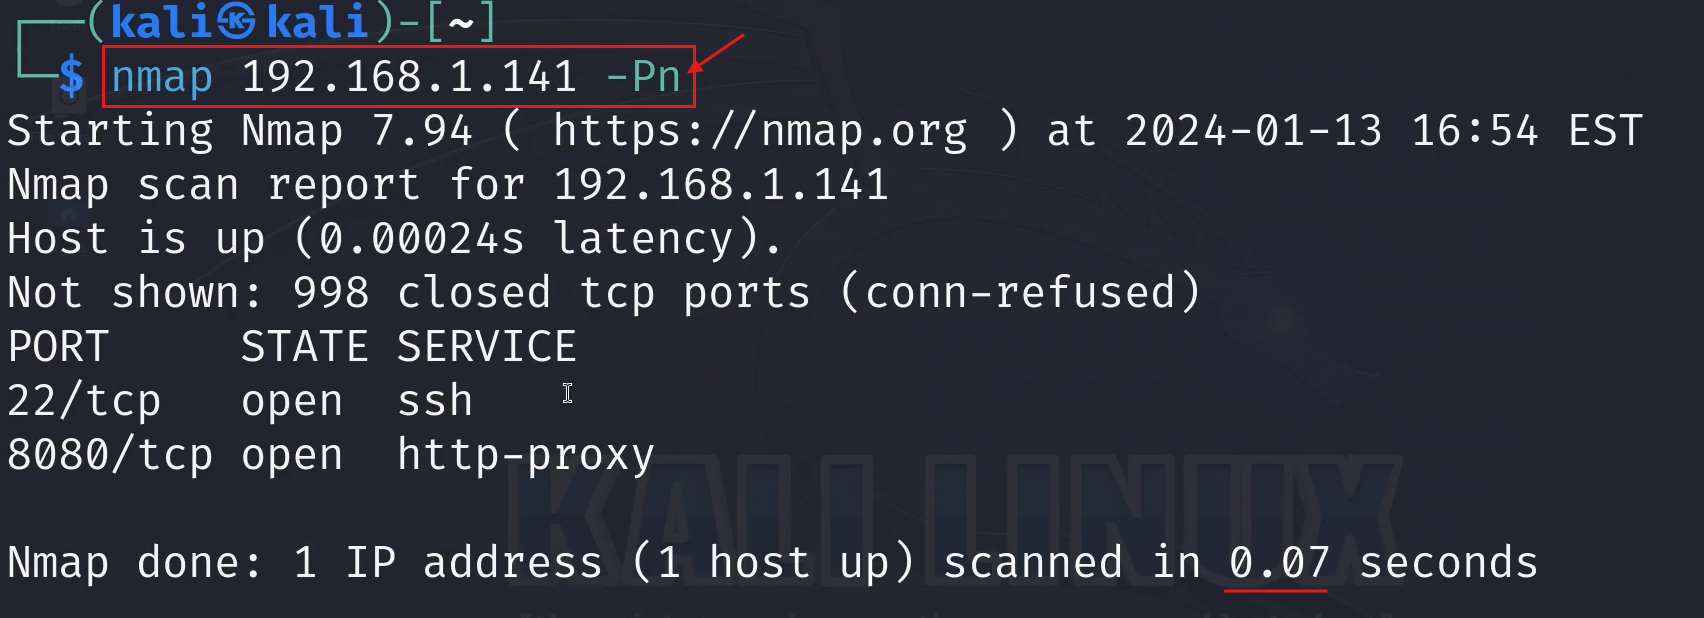 ┌──(kali㉿kali)-[~]
└─$ nmap 192.168.1.141 -Pn
Starting Nmap 7.94 ( https://nmap.org ) at 2024-01-13 16:54 EST
Nmap scan report for 192.168.1.141
Host is up (0.00024s latency).
Not shown: 998 closed tcp ports (conn-refused)
PORT     STATE SERVICE
22/tcp   open  ssh
8080/tcp open  http-proxy
KALI LINUX
Nmap done: 1 IP address (1 host up) scanned in 0.07 seconds